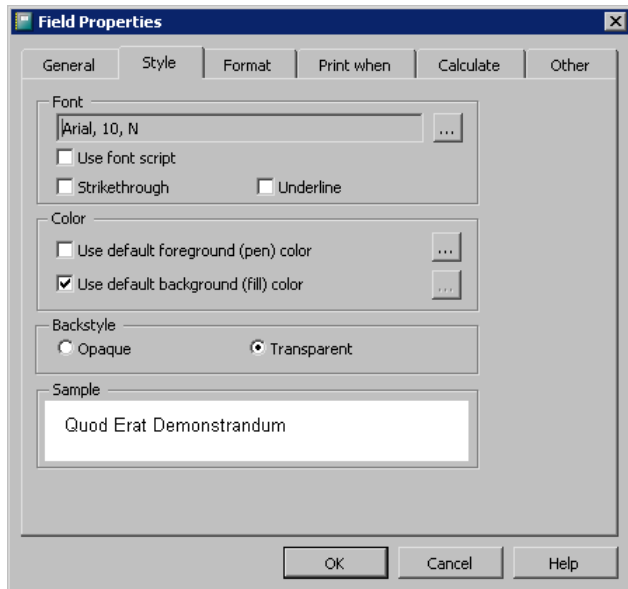 Field Properties
General Style Format Print when Calculate Other
Font
Arial, 10, N
...
Use font script
Strikethrough Underline
Color
Use default foreground (pen) color ...
Use default background (fill) color ...
Backstyle
Opaque Transparent
Sample
Quod Erat Demonstrandum
OK Cancel Help